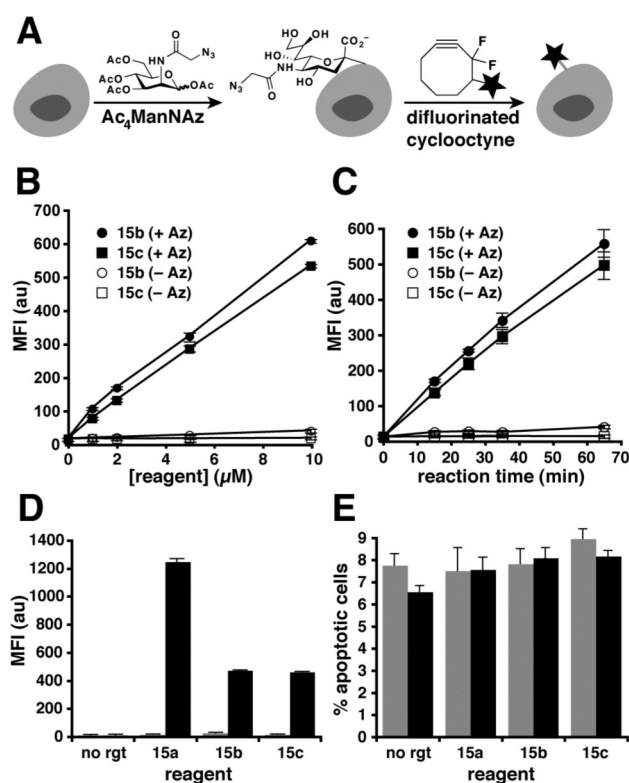 A
AcO
AcO
AcO
O
HN
O
N₃
OAc
Ac₄ManNAz
HO
OH
OH
CO₂⁻
O
HN
N₃
O
HO
F
F
difluorinated
cyclooctyne
B
700
600
500
400
300
200
100
0
MFI (au)
15b (+ Az)
15c (+ Az)
15b (– Az)
15c (– Az)
0 2 4 6 8 10
[reagent] (µM)
C
600
500
400
300
200
100
0
MFI (au)
15b (+ Az)
15c (+ Az)
15b (– Az)
15c (– Az)
0 10 20 30 40 50 60 70
reaction time (min)
D
1400
1200
1000
800
600
400
200
0
MFI (au)
no rgt 15a 15b 15c
reagent
E
9
8
7
6
5
4
3
2
1
0
% apoptotic cells
no rgt 15a 15b 15c
reagent